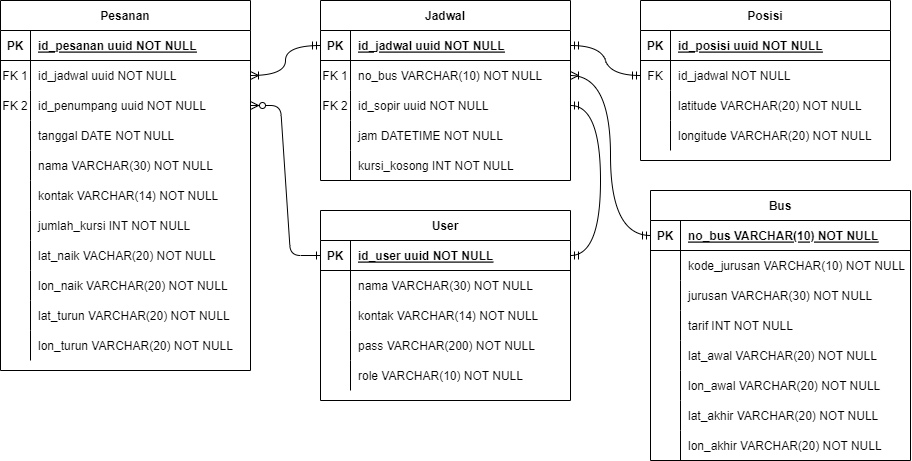 Pesanan
PK id_pesanan uuid NOT NULL
FK 1 id_jadwal uuid NOT NULL
FK 2 id_penumpang uuid NOT NULL
tanggal DATE NOT NULL
nama VARCHAR(30) NOT NULL
kontak VARCHAR(14) NOT NULL
jumlah_kursi INT NOT NULL
lat_naik VACHAR(20) NOT NULL
lon_naik VARCHAR(20) NOT NULL
lat_turun VARCHAR(20) NOT NULL
lon_turun VARCHAR(20) NOT NULL
Jadwal
PK id_jadwal uuid NOT NULL
FK 1 no_bus VARCHAR(10) NOT NULL
FK 2 id_sopir uuid NOT NULL
jam DATETIME NOT NULL
kursi_kosong INT NOT NULL
User
PK id_user uuid NOT NULL
nama VARCHAR(30) NOT NULL
kontak VARCHAR(14) NOT NULL
pass VARCHAR(200) NOT NULL
role VARCHAR(10) NOT NULL
Posisi
PK id_posisi uuid NOT NULL
FK id_jadwal NOT NULL
latitude VARCHAR(20) NOT NULL
longitude VARCHAR(20) NOT NULL
Bus
PK no_bus VARCHAR(10) NOT NULL
kode_jurusan VARCHAR(10) NOT NULL
jurusan VARCHAR(30) NOT NULL
tarif INT NOT NULL
lat_awal VARCHAR(20) NOT NULL
lon_awal VARCHAR(20) NOT NULL
lat_akhir VARCHAR(20) NOT NULL
lon_akhir VARCHAR(20) NOT NULL